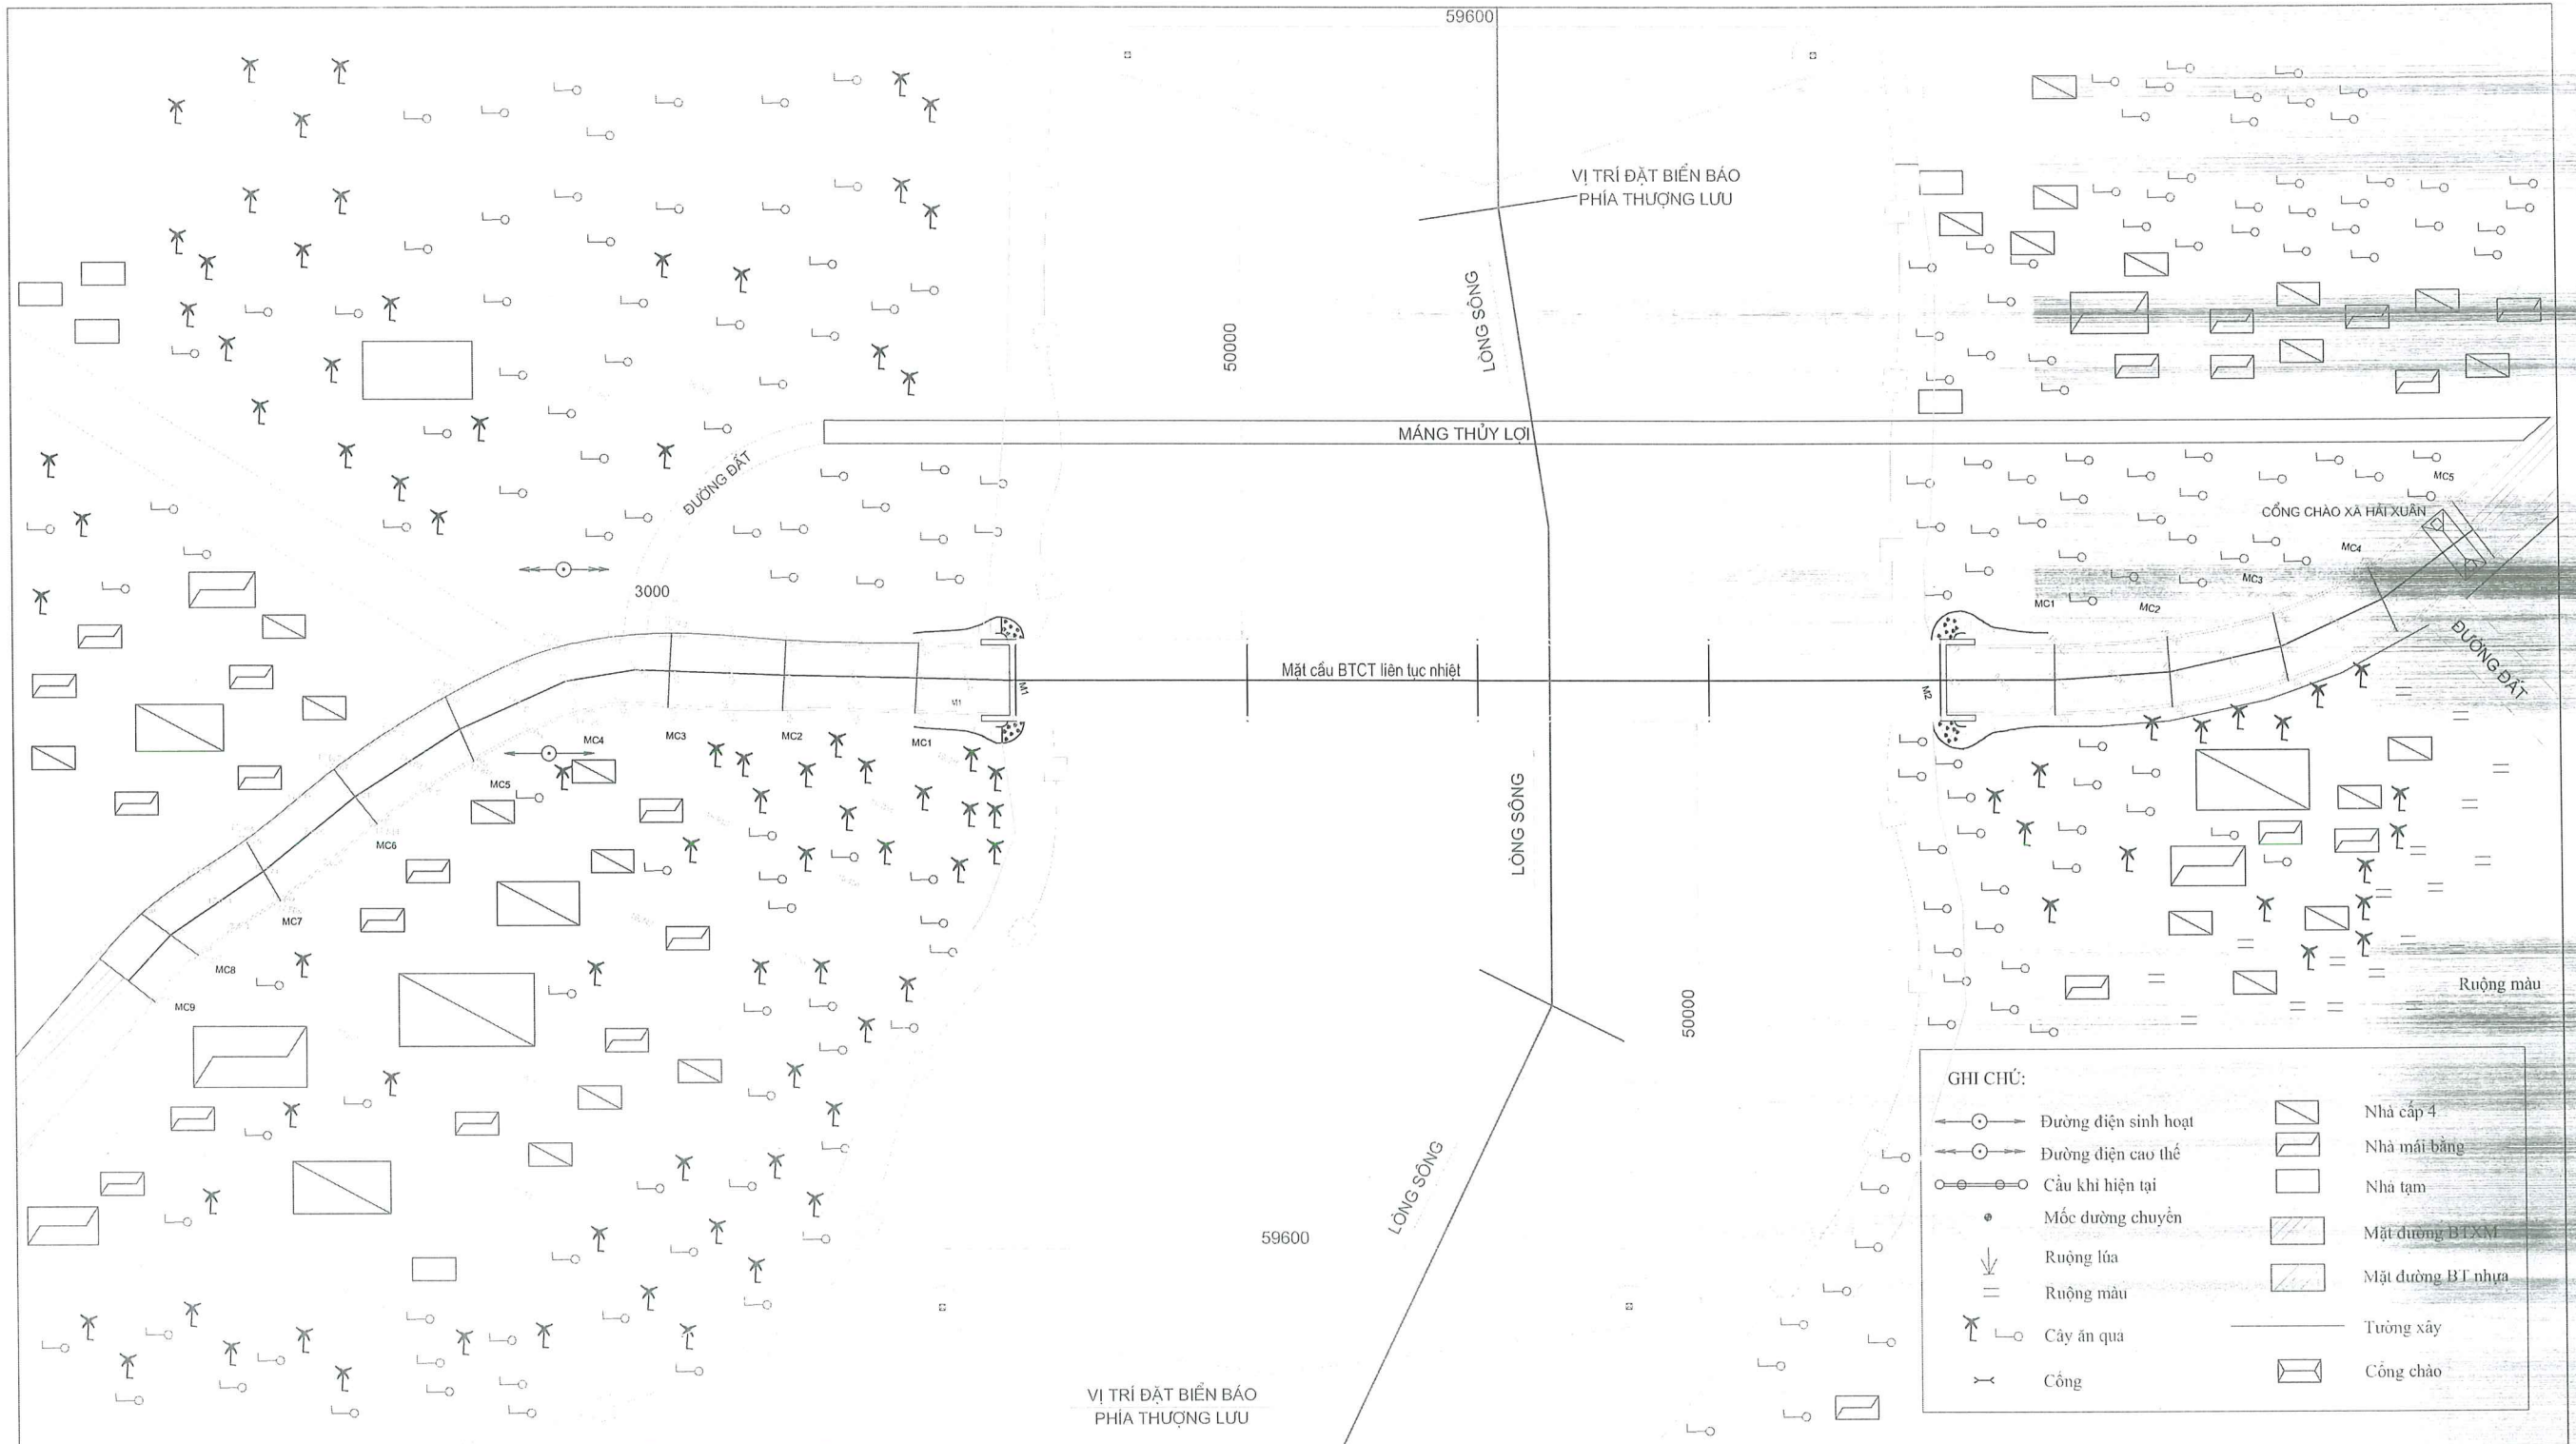 59600
VỊ TRÍ ĐẶT BIỂN BÁO
PHÍA THƯỢNG LƯU
LÒNG SÔNG
50000
MÁNG THỦY LỢI
ĐƯỜNG ĐẤT
MC5
CỔNG CHÀO XÃ HẢI XUÂN
MC4
MC3
MC2
MC1
3000
Mặt cầu BTCT liên tục nhiệt
M1
M1
M2
ĐƯỜNG ĐẤT
MC4
MC3
MC2
MC1
MC5
MC6
MC7
MC8
MC9
LÒNG SÔNG
50000
Ruộng màu
LÒNG SÔNG
59600
VỊ TRÍ ĐẶT BIỂN BÁO
PHÍA THƯỢNG LƯU
GHI CHÚ:
Đường điện sinh hoạt
Đường điện cao thế
Cầu khỉ hiện tại
Mốc đường chuyền
Ruộng lúa
Ruộng màu
Cây ăn quả
Cống
Nhà cấp 4
Nhà mái bằng
Nhà tạm
Mặt đường BTXM
Mặt đường BT nhựa
Tường xây
Cổng chào